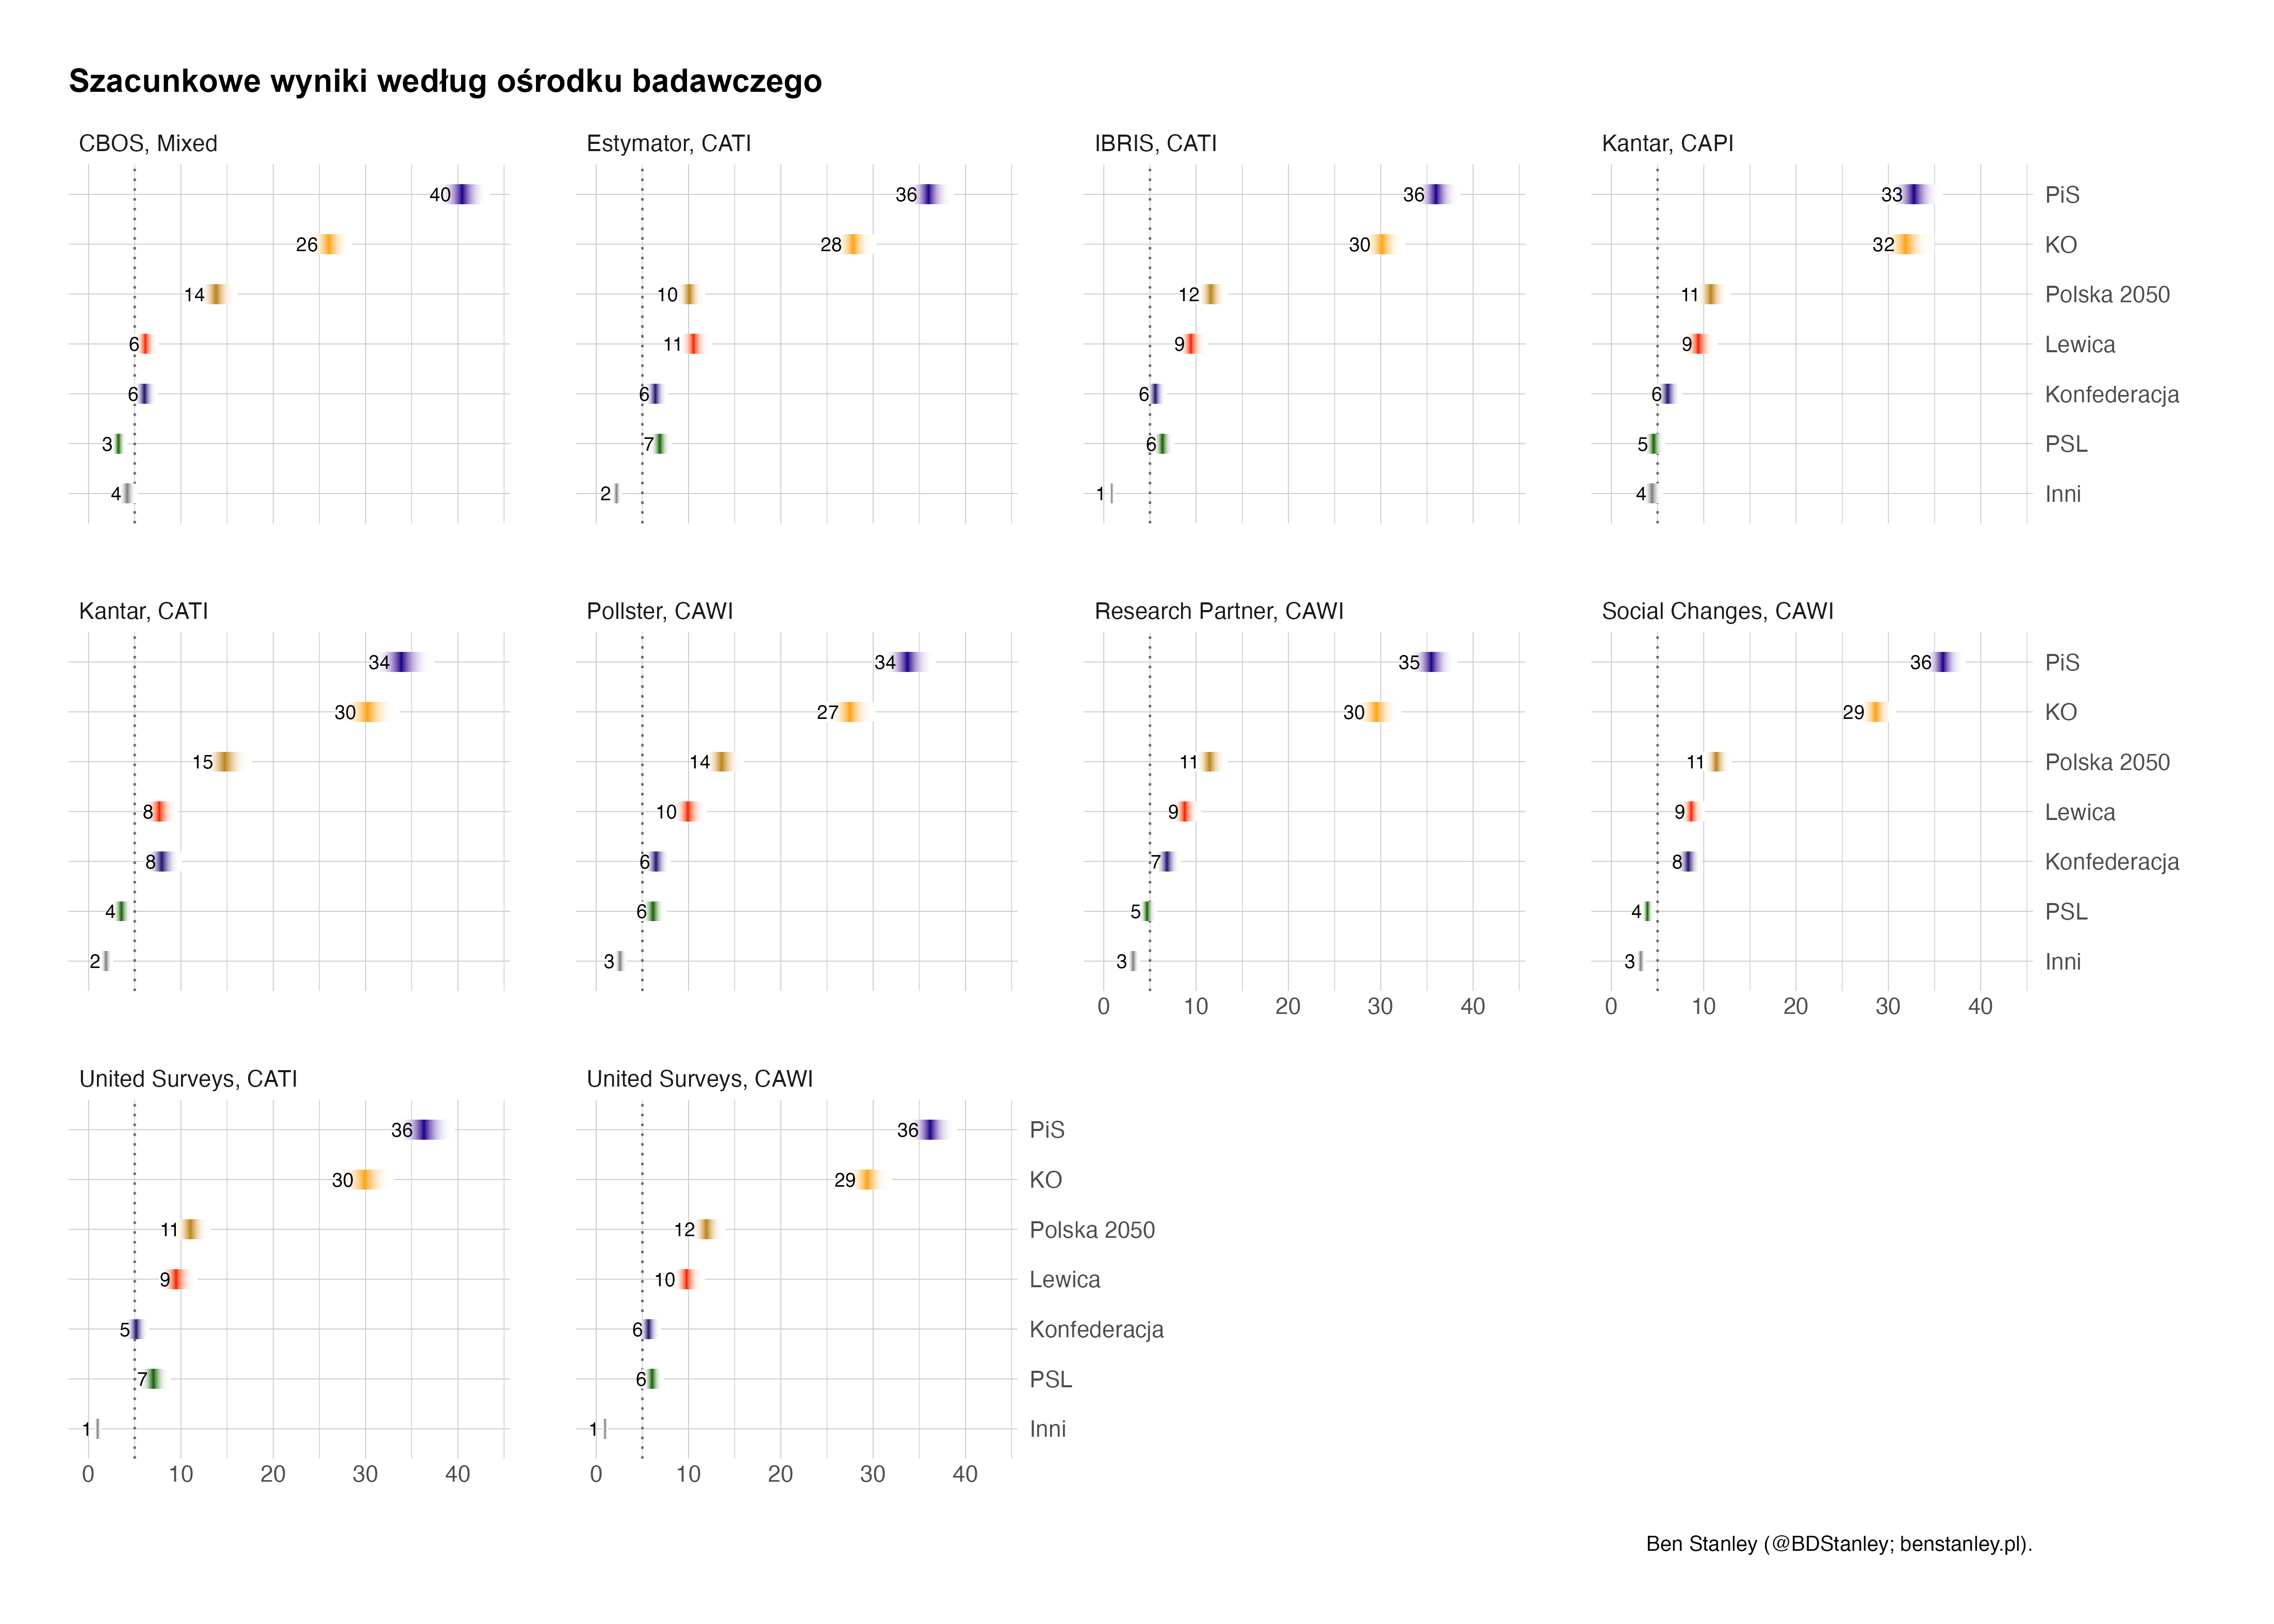 Szacunkowe wyniki według ośrodku badawczego
CBOS, Mixed
Estymator, CATI
IBRIS, CATI
Kantar, CAPI
40 36 36 33 PiS
26 28 30 32 KO
14 10 12 11 Polska 2050
6 11 9 9 Lewica
6 6 6 6 Konfederacja
3 7 6 5 PSL
4 2 1 4 Inni
Kantar, CATI
Pollster, CAWI
Research Partner, CAWI
Social Changes, CAWI
34 34 35 36 PiS
30 27 30 29 KO
15 14 11 11 Polska 2050
8 10 9 9 Lewica
8 6 7 8 Konfederacja
4 6 5 4 PSL
2 3 3 3 Inni
0 10 20 30 40 0 10 20 30 40
United Surveys, CATI
United Surveys, CAWI
36 36 PiS
30 29 KO
11 12 Polska 2050
9 10 Lewica
5 6 Konfederacja
7 6 PSL
1 1 Inni
0 10 20 30 40 0 10 20 30 40
Ben Stanley (@BDStanley; benstanley.pl).